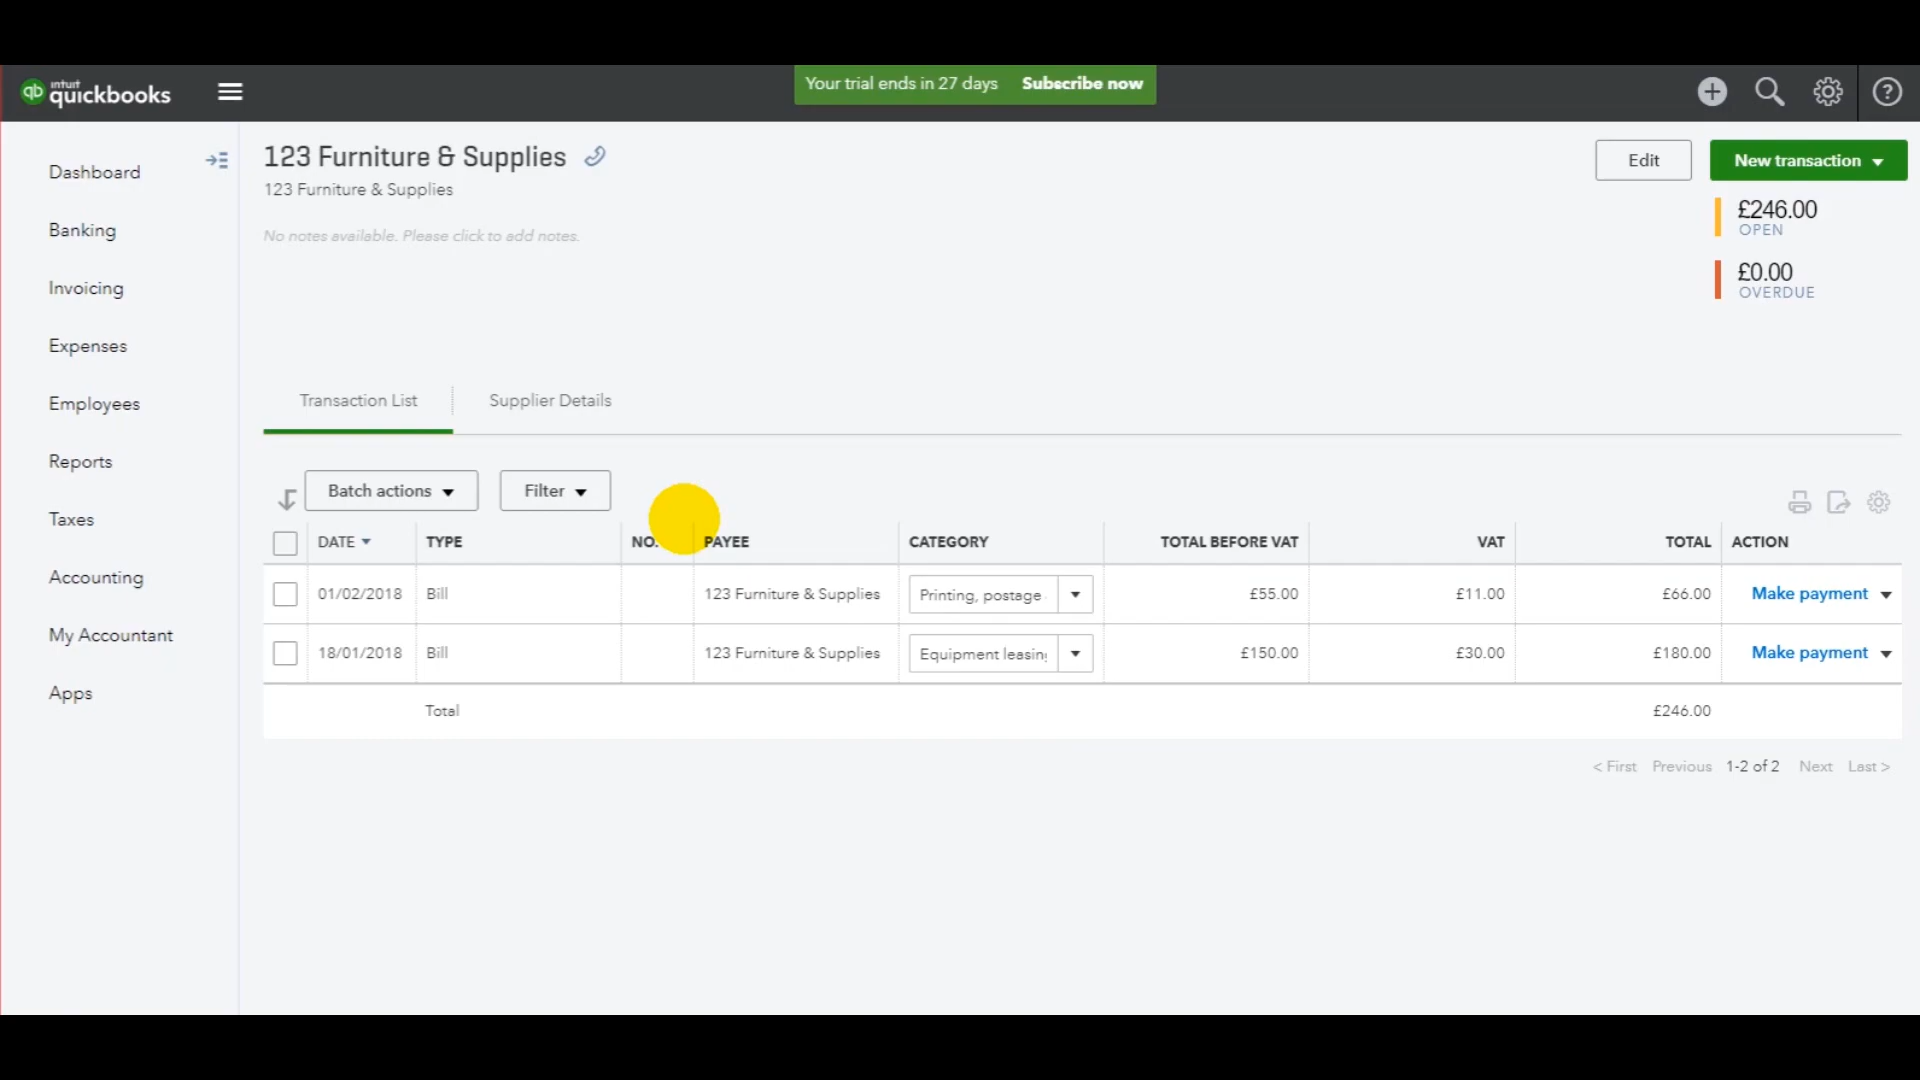 intuit quickbooks
Your trial ends in 27 days Subscribe now
Dashboard
Banking
Invoicing
Expenses
Employees
Reports
Taxes
Accounting
My Accountant
Apps
123 Furniture & Supplies
123 Furniture & Supplies
No notes available. Please click to add notes.
Edit
New transaction
£246.00
OPEN
£0.00
OVERDUE
Transaction List Supplier Details
Batch actions Filter
DATE TYPE NO. PAYEE CATEGORY TOTAL BEFORE VAT VAT TOTAL ACTION
01/02/2018 Bill 123 Furniture & Supplies Printing, postage £55.00 £11.00 £66.00 Make payment
18/01/2018 Bill 123 Furniture & Supplies Equipment leasing £150.00 £30.00 £180.00 Make payment
Total £246.00
< First Previous 1-2 of 2 Next Last >